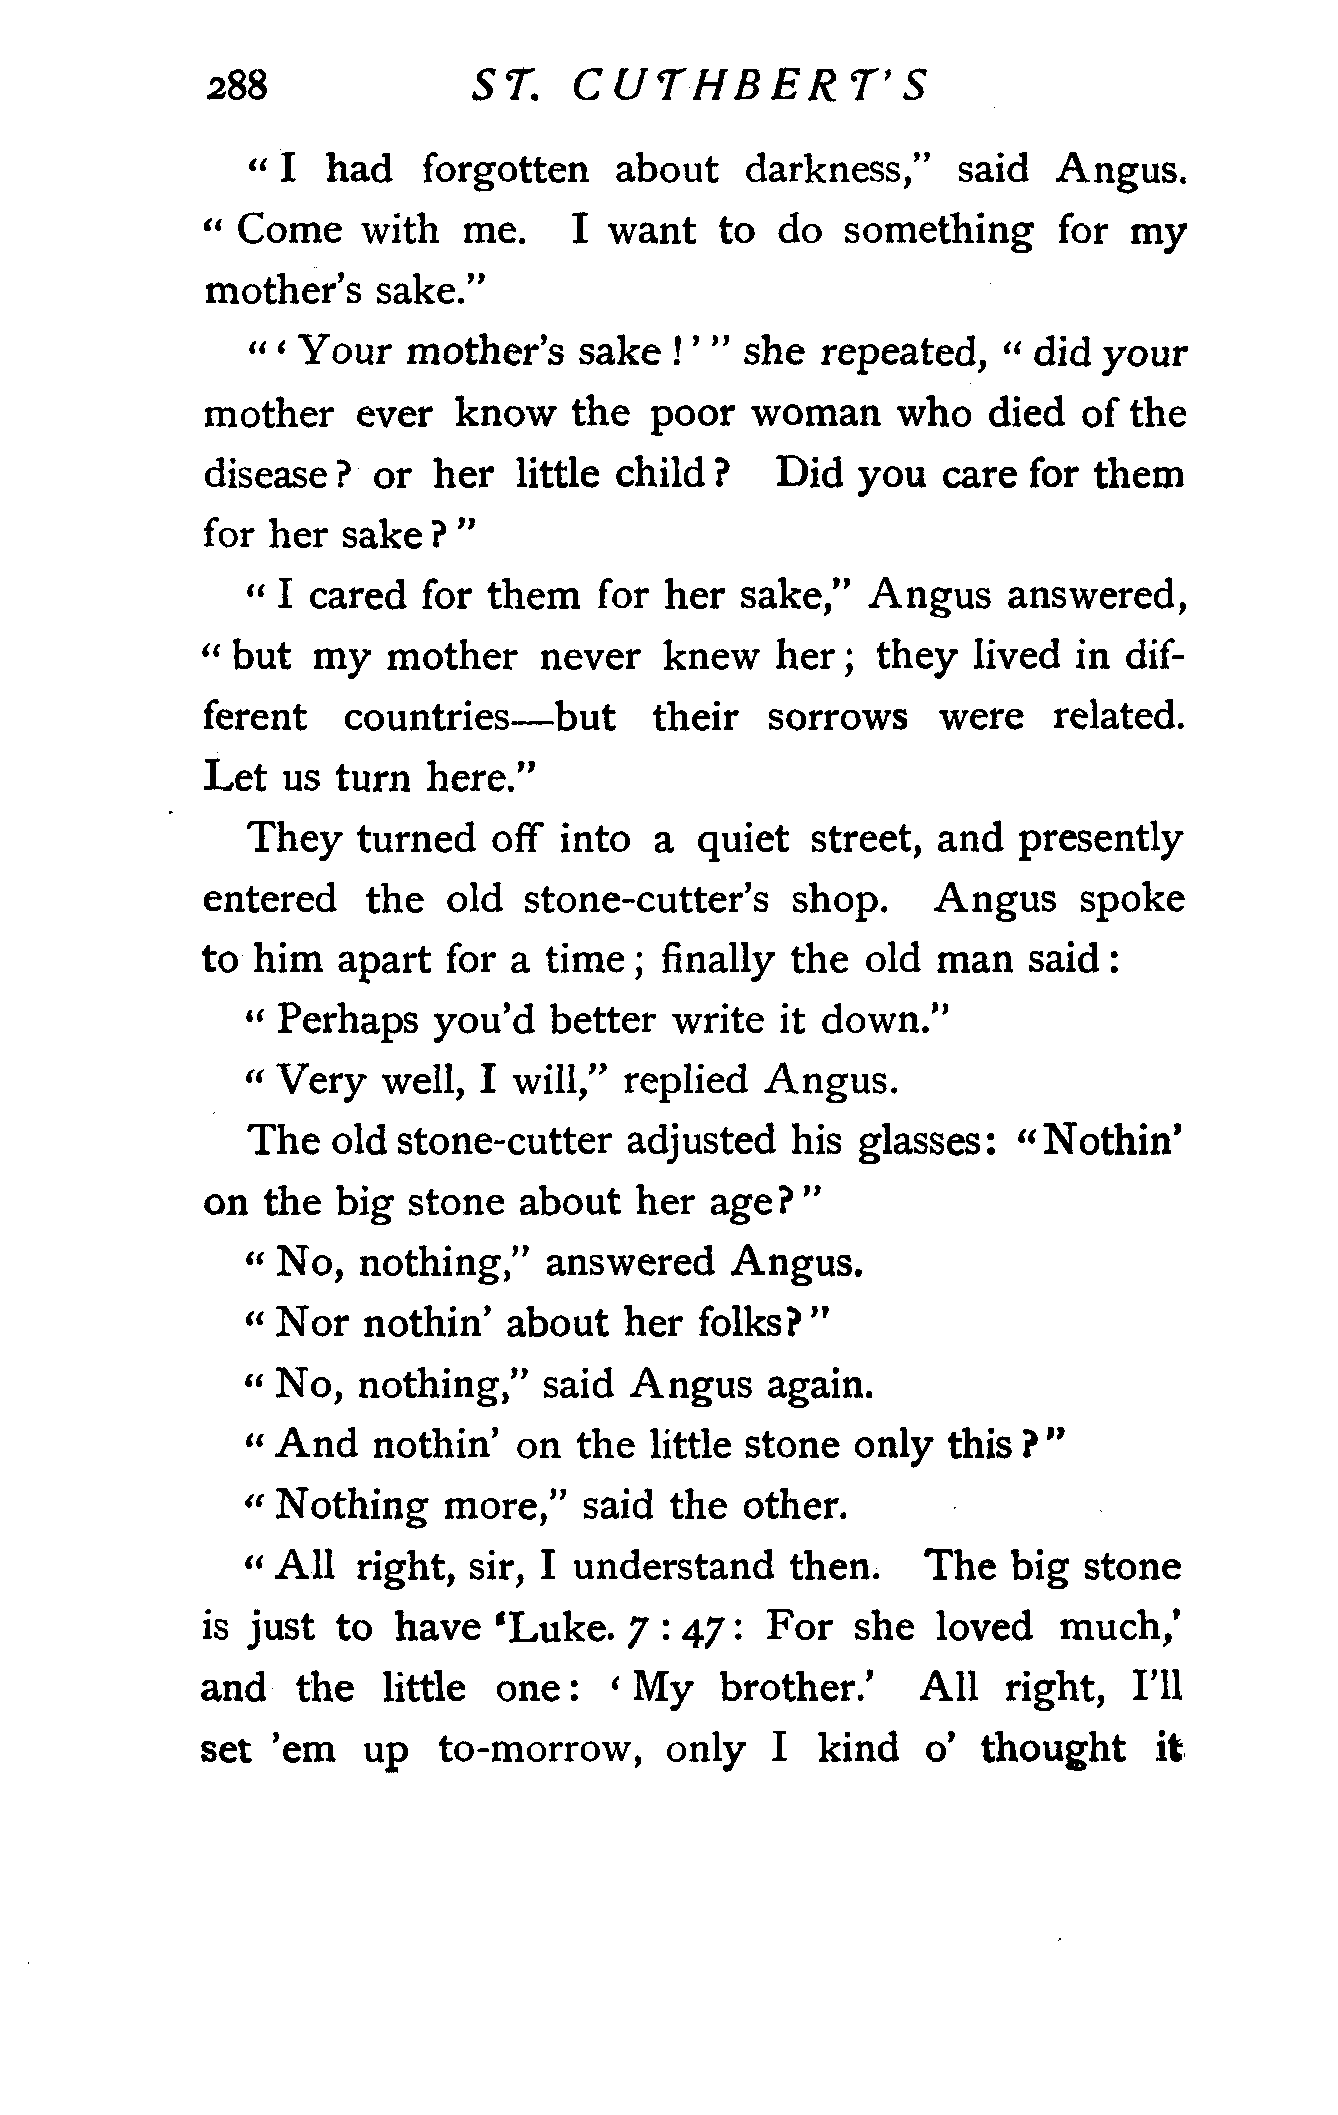 288 ST. CUTHBERT'S
" I had forgotten about darkness," said Angus.
" Come with me. I want to do something for my
mother's sake."
" ' Your mother's sake ! ' " she repeated, " did your
mother ever know the poor woman who died of the
disease ? or her little child ? Did you care for them
for her sake ? "
" I cared for them for her sake," Angus answered,
" but my mother never knew her ; they lived in dif-
ferent countries—but their sorrows were related.
Let us turn here."
They turned off into a quiet street, and presently
entered the old stone-cutter's shop. Angus spoke
to him apart for a time ; finally the old man said :
" Perhaps you'd better write it down."
" Very well, I will," replied Angus.
The old stone-cutter adjusted his glasses: "Nothin'
on the big stone about her age? "
" No, nothing," answered Angus.
" Nor nothin' about her folks? "
" No, nothing," said Angus again.
" And nothin' on the little stone only this ? "
" Nothing more," said the other.
" All right, sir, I understand then. The big stone
is just to have 'Luke. 7 : 47 : For she loved much,'
and the little one : ' My brother.' All right, I'll
set 'em up to-morrow, only I kind o' thought it